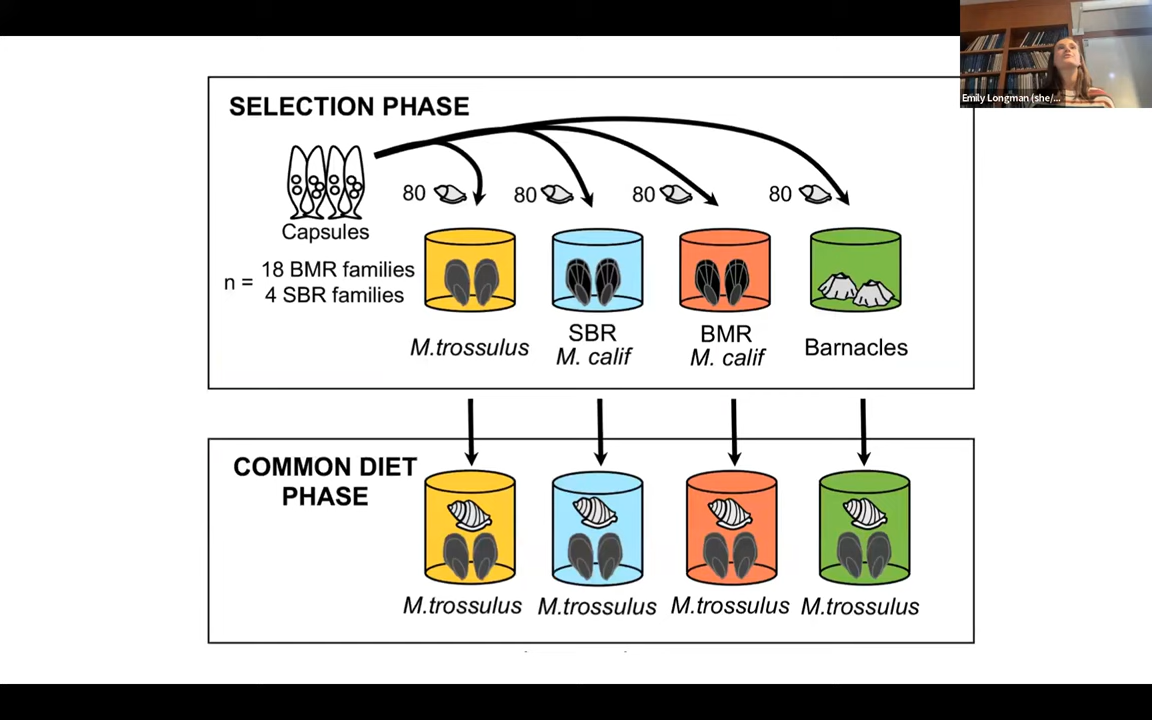 Emily Longman (she/...
SELECTION PHASE
80 80 80 80
Capsules
n = 18 BMR families
4 SBR families
M.trossulus
SBR
M. calif
BMR
M. calif
Barnacles
COMMON DIET
PHASE
M.trossulus M.trossulus M.trossulus M.trossulus